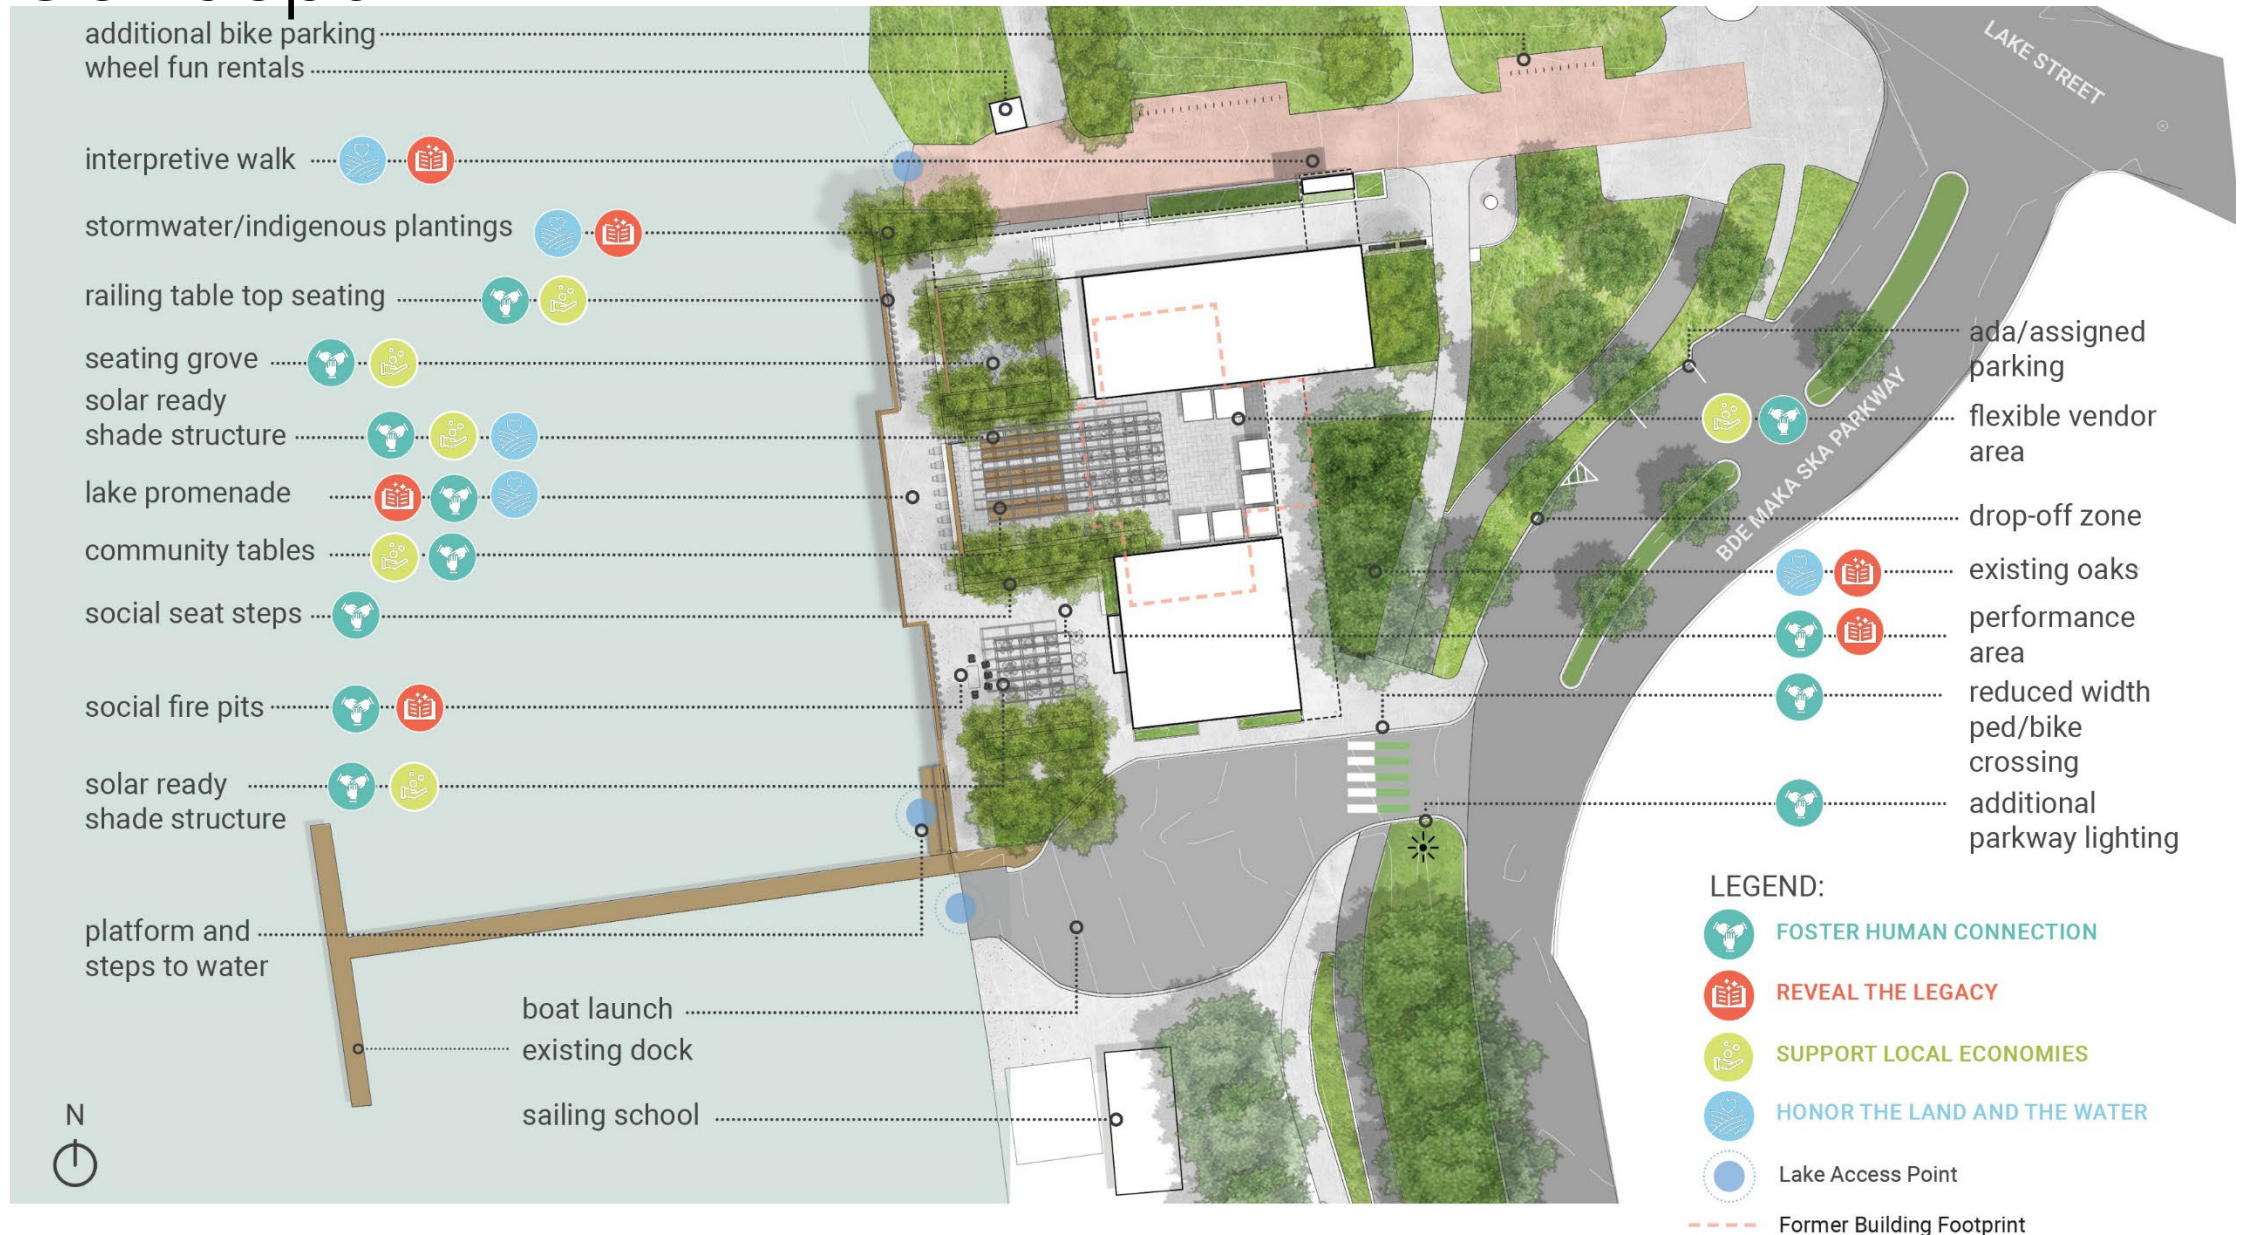 additional bike parking
wheel fun rentals
interpretive walk
stormwater/indigenous plantings
railing table top seating
seating grove
solar ready
shade structure
lake promenade
community tables
social seat steps
social fire pits
solar ready
shade structure
platform and
steps to water
boat launch
existing dock
sailing school
N
LAKE STREET
BDE MAKA SKA PARKWAY
ada/assigned
parking
flexible vendor
area
drop-off zone
existing oaks
performance
area
reduced width
ped/bike
crossing
additional
parkway lighting
LEGEND:
FOSTER HUMAN CONNECTION
REVEAL THE LEGACY
SUPPORT LOCAL ECONOMIES
HONOR THE LAND AND THE WATER
Lake Access Point
Former Building Footprint